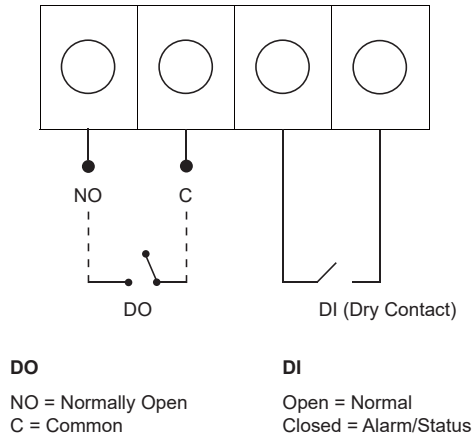 NO C
DO DI (Dry Contact)
DO DI
NO = Normally Open Open = Normal
C = Common Closed = Alarm/Status